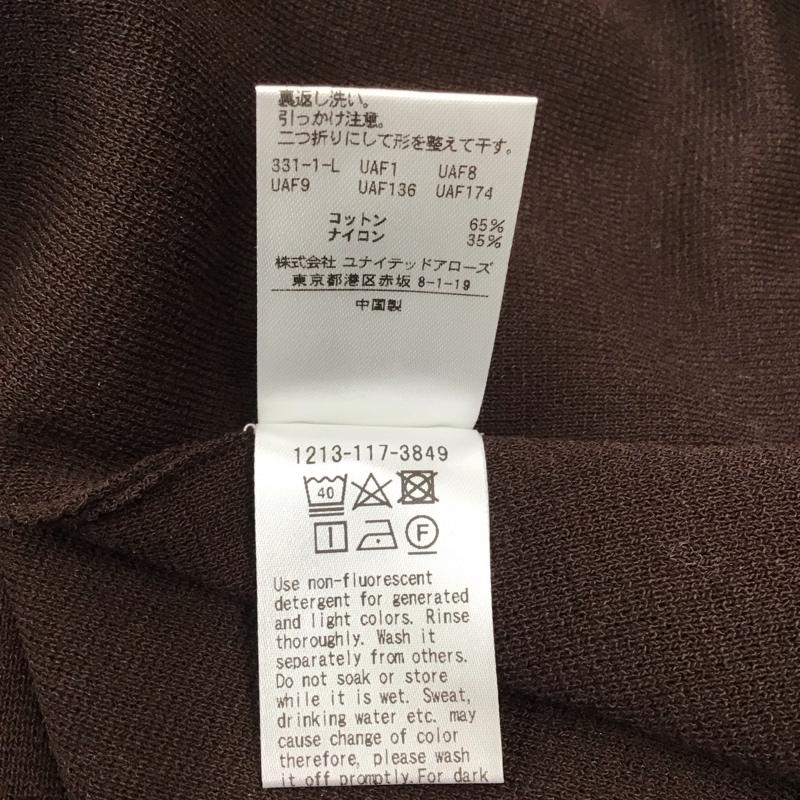 裏返し洗い。
引っかけ注意。
二つ折りにして形を整えて干す。
331-1-L UAF1 UAF8
UAF9 UAF136 UAF174
コットン 65%
ナイロン 35%
株式会社 ユナイテッドアローズ
東京都港区赤坂 8-1-19
中国製
1213-117-3849
40
F
Use non-fluorescent
detergent for generated
and light colors. Rinse
thoroughly. Wash it
separately from others.
Do not soak or store
while it is wet. Sweat,
drinking water etc. may
cause change of color
therefore, please wash
it off promptly.For dark